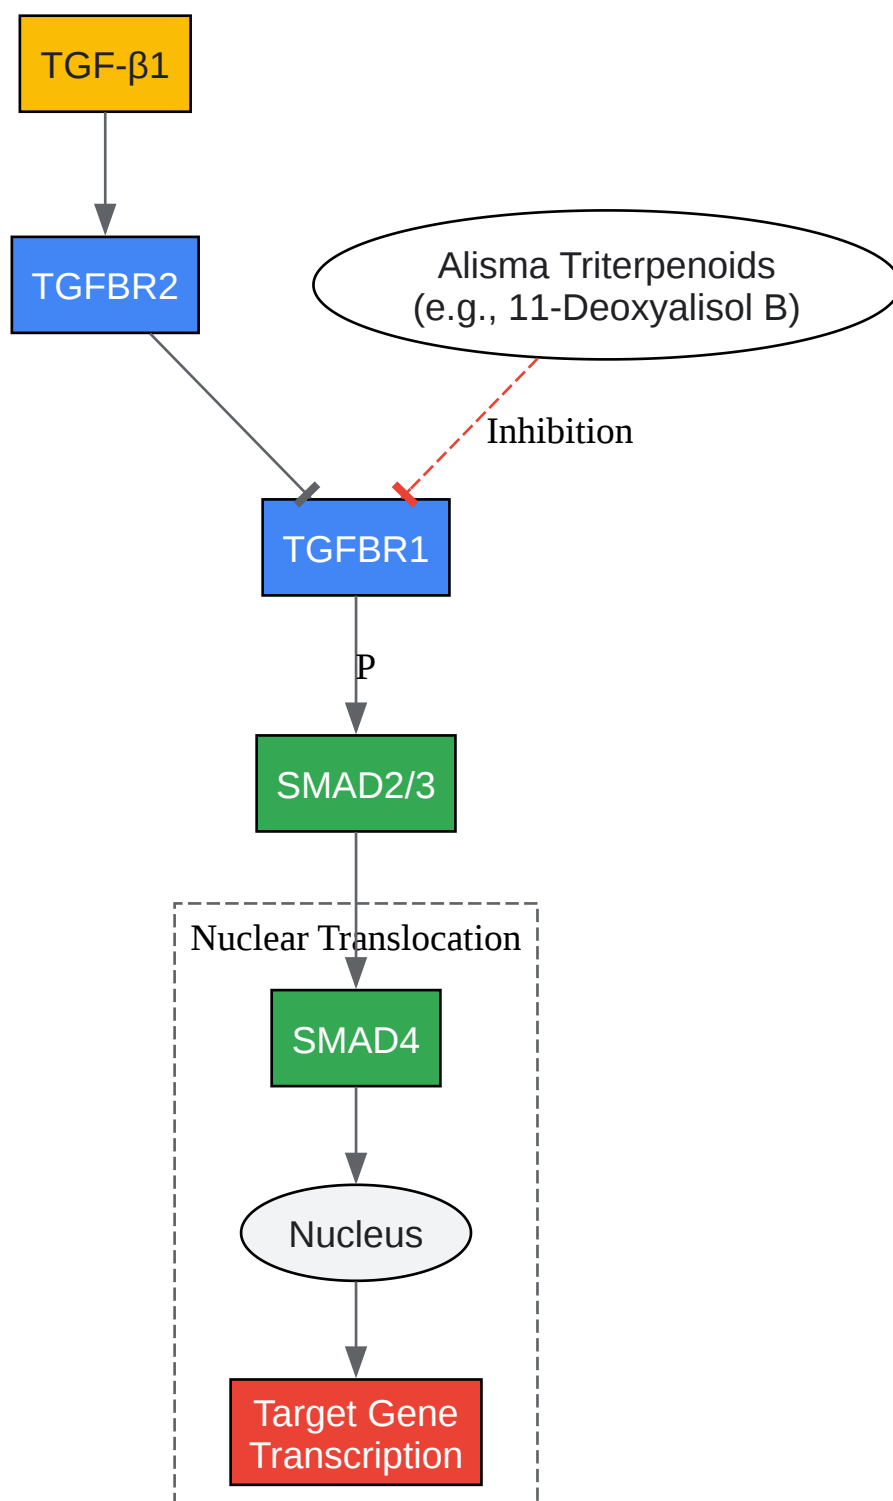 TGF-β1
TGFBR2
Alisma Triterpenoids
(e.g., 11-Deoxyalisol B)
Inhibition
TGFBR1
P
SMAD2/3
Nuclear Translocation
SMAD4
Nucleus
Target Gene
Transcription